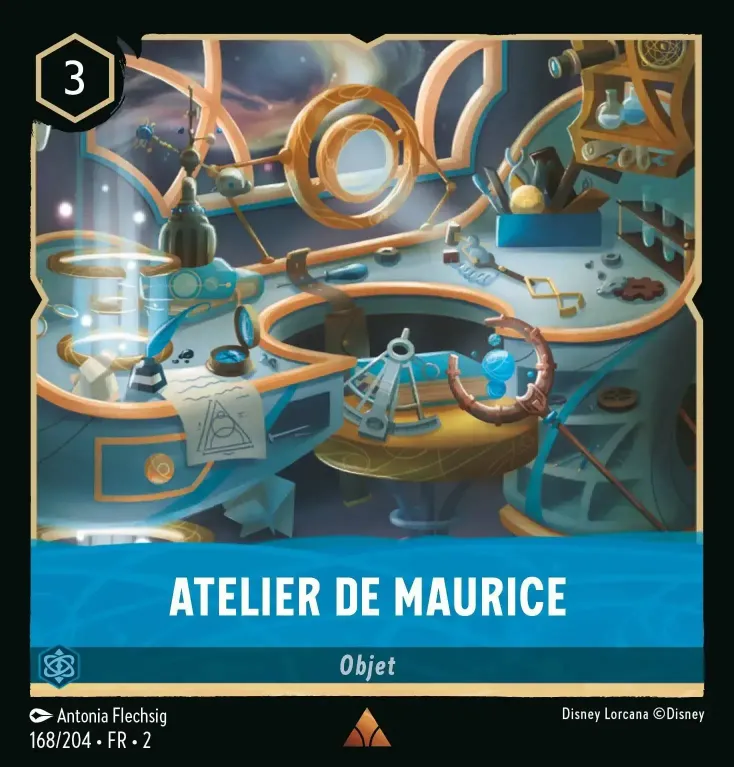 3
ATELIER DE MAURICE
Objet
Antonia Flechsig
Disney Lorcana ©Disney
168/204 • FR • 2